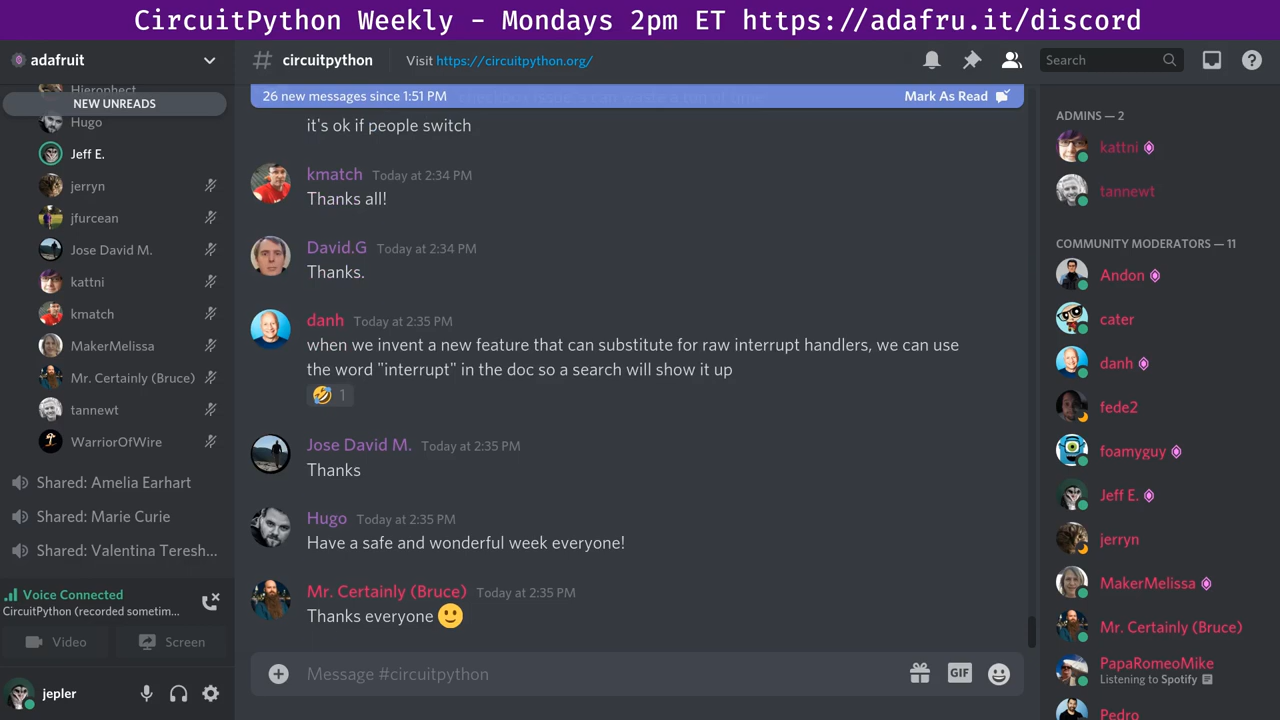 CircuitPython Weekly - Mondays 2pm ET https://adafru.it/discord
adafruit
Hierophect
NEW UNREADS
Hugo
Jeff E.
jerryn
jfurcean
Jose David M.
kattni
kmatch
MakerMelissa
Mr. Certainly (Bruce)
tannewt
WarriorOfWire
Shared: Amelia Earhart
Shared: Marie Curie
Shared: Valentina Teresh...
Voice Connected
CircuitPython (recorded sometim...
Video Screen
jepler
# circuitpython Visit https://circuitpython.org/
26 new messages since 1:51 PM Mark As Read
it's ok if people switch
kmatch Today at 2:34 PM
Thanks all!
David.G Today at 2:34 PM
Thanks.
danh Today at 2:35 PM
when we invent a new feature that can substitute for raw interrupt handlers, we can use
the word "interrupt" in the doc so a search will show it up
🤣 1
Jose David M. Today at 2:35 PM
Thanks
Hugo Today at 2:35 PM
Have a safe and wonderful week everyone!
Mr. Certainly (Bruce) Today at 2:35 PM
Thanks everyone 🙂
Message #circuitpython
GIF
Search
ADMINS — 2
kattni
tannewt
COMMUNITY MODERATORS — 11
Andon
cater
danh
fede2
foamyguy
Jeff E.
jerryn
MakerMelissa
Mr. Certainly (Bruce)
PapaRomeoMike
Listening to Spotify
Pedro